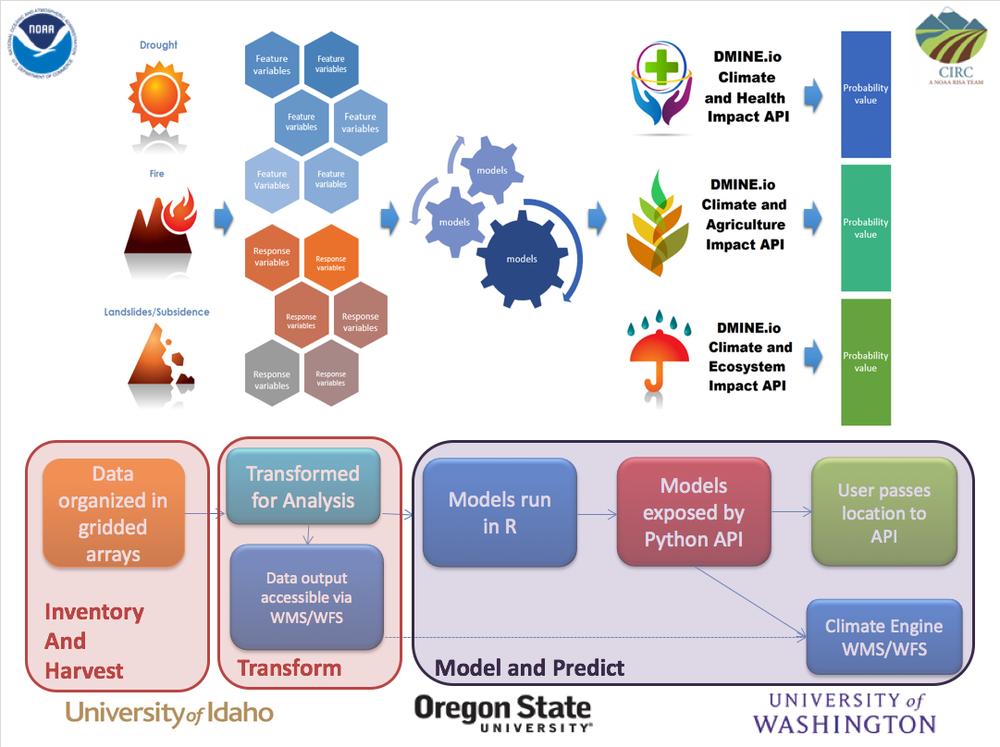 NATIONAL OCEANIC AND ATMOSPHERIC ADMINISTRATION
NOAA
U.S. DEPARTMENT OF COMMERCE
CIRC
A NOAA RISA TEAM
Drought
Fire
Landslides/Subsidence
Feature
variables
Feature
variables
Feature
variables
Feature
variables
Feature
Variables
Feature
variables
Response
variables
Response
variables
Response
variables
Response
variables
Response
variables
Response
variables
models
models
models
DMINE.io
Climate
and Health
Impact API
DMINE.io
Climate and
Agriculture
Impact API
DMINE.io
Climate and
Ecosystem
Impact API
Probability
value
Probability
value
Probability
value
Data
organized in
gridded
arrays
Inventory
And
Harvest
Transformed
for Analysis
Data output
accessible via
WMS/WFS
Transform
Models run
in R
Models
exposed by
Python API
User passes
location to
API
Climate Engine
WMS/WFS
Model and Predict
University of Idaho
Oregon State
UNIVERSITY
UNIVERSITY of
WASHINGTON